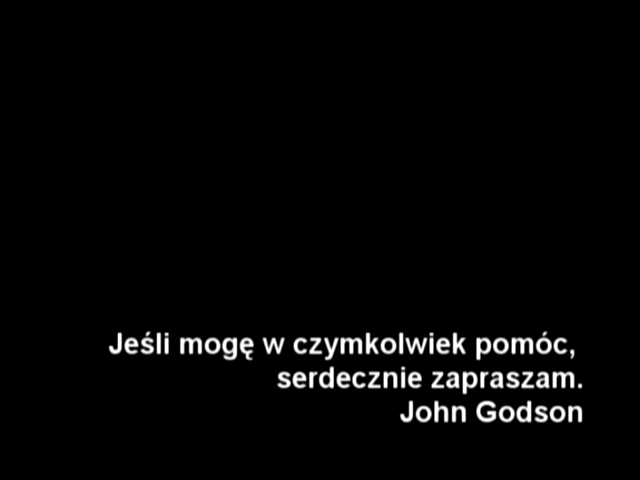 Jeśli mogę w czymkolwiek pomóc,
serdecznie zapraszam.
John Godson